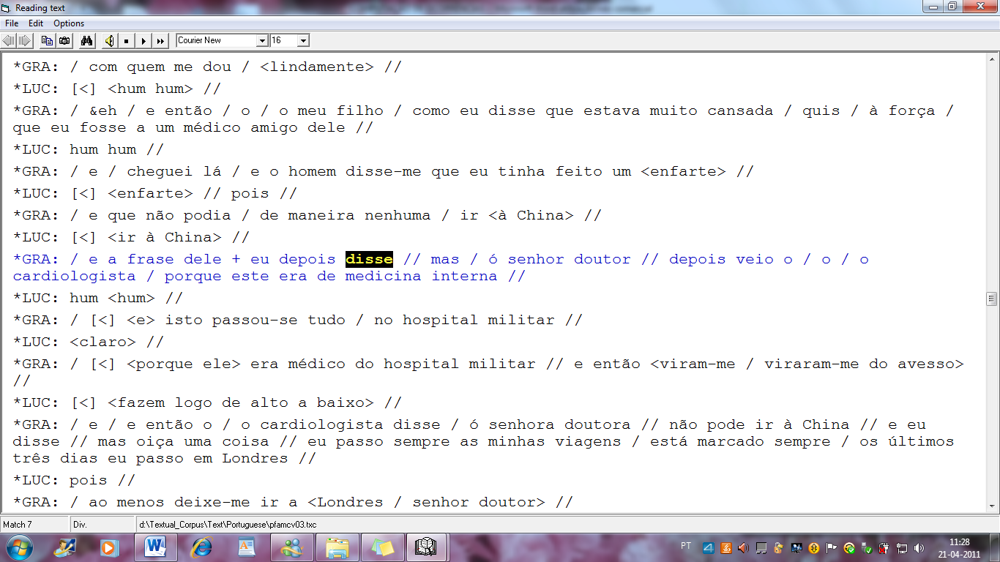 Reading text
File Edit Options
Courier New 16
*GRA: / com quem me dou / <lindamente> //
*LUC: [<] <hum hum> //
*GRA: / &eh / e então / o / o meu filho / como eu disse que estava muito cansada / quis / à força /
que eu fosse a um médico amigo dele //
*LUC: hum hum //
*GRA: / e / cheguei lá / e o homem disse-me que eu tinha feito um <enfarte> //
*LUC: [<] <enfarte> // pois //
*GRA: / e que não podia / de maneira nenhuma / ir <à China> //
*LUC: [<] <ir à China> //
*GRA: / e a frase dele + eu depois disse // mas / ó senhor doutor // depois veio o / o / o
cardiologista / porque este era de medicina interna //
*LUC: hum <hum> //
*GRA: / [<] <e> isto passou-se tudo / no hospital militar //
*LUC: <claro> //
*GRA: / [<] <porque ele> era médico do hospital militar // e então <viram-me / viraram-me do avesso>
//
*LUC: [<] <fazem logo de alto a baixo> //
*GRA: / e / e então o / o cardiologista disse / ó senhora doutora // não pode ir à China // e eu
disse // mas oiça uma coisa // eu passo sempre as minhas viagens / está marcado sempre / os últimos
três dias eu passo em Londres //
*LUC: pois //
*GRA: / ao menos deixe-me ir a <Londres / senhor doutor> //
Match 7 Div. d:\Textual_Corpus\Text\Portuguese\pfamcv03.txc
PT 11:28
21-04-2011